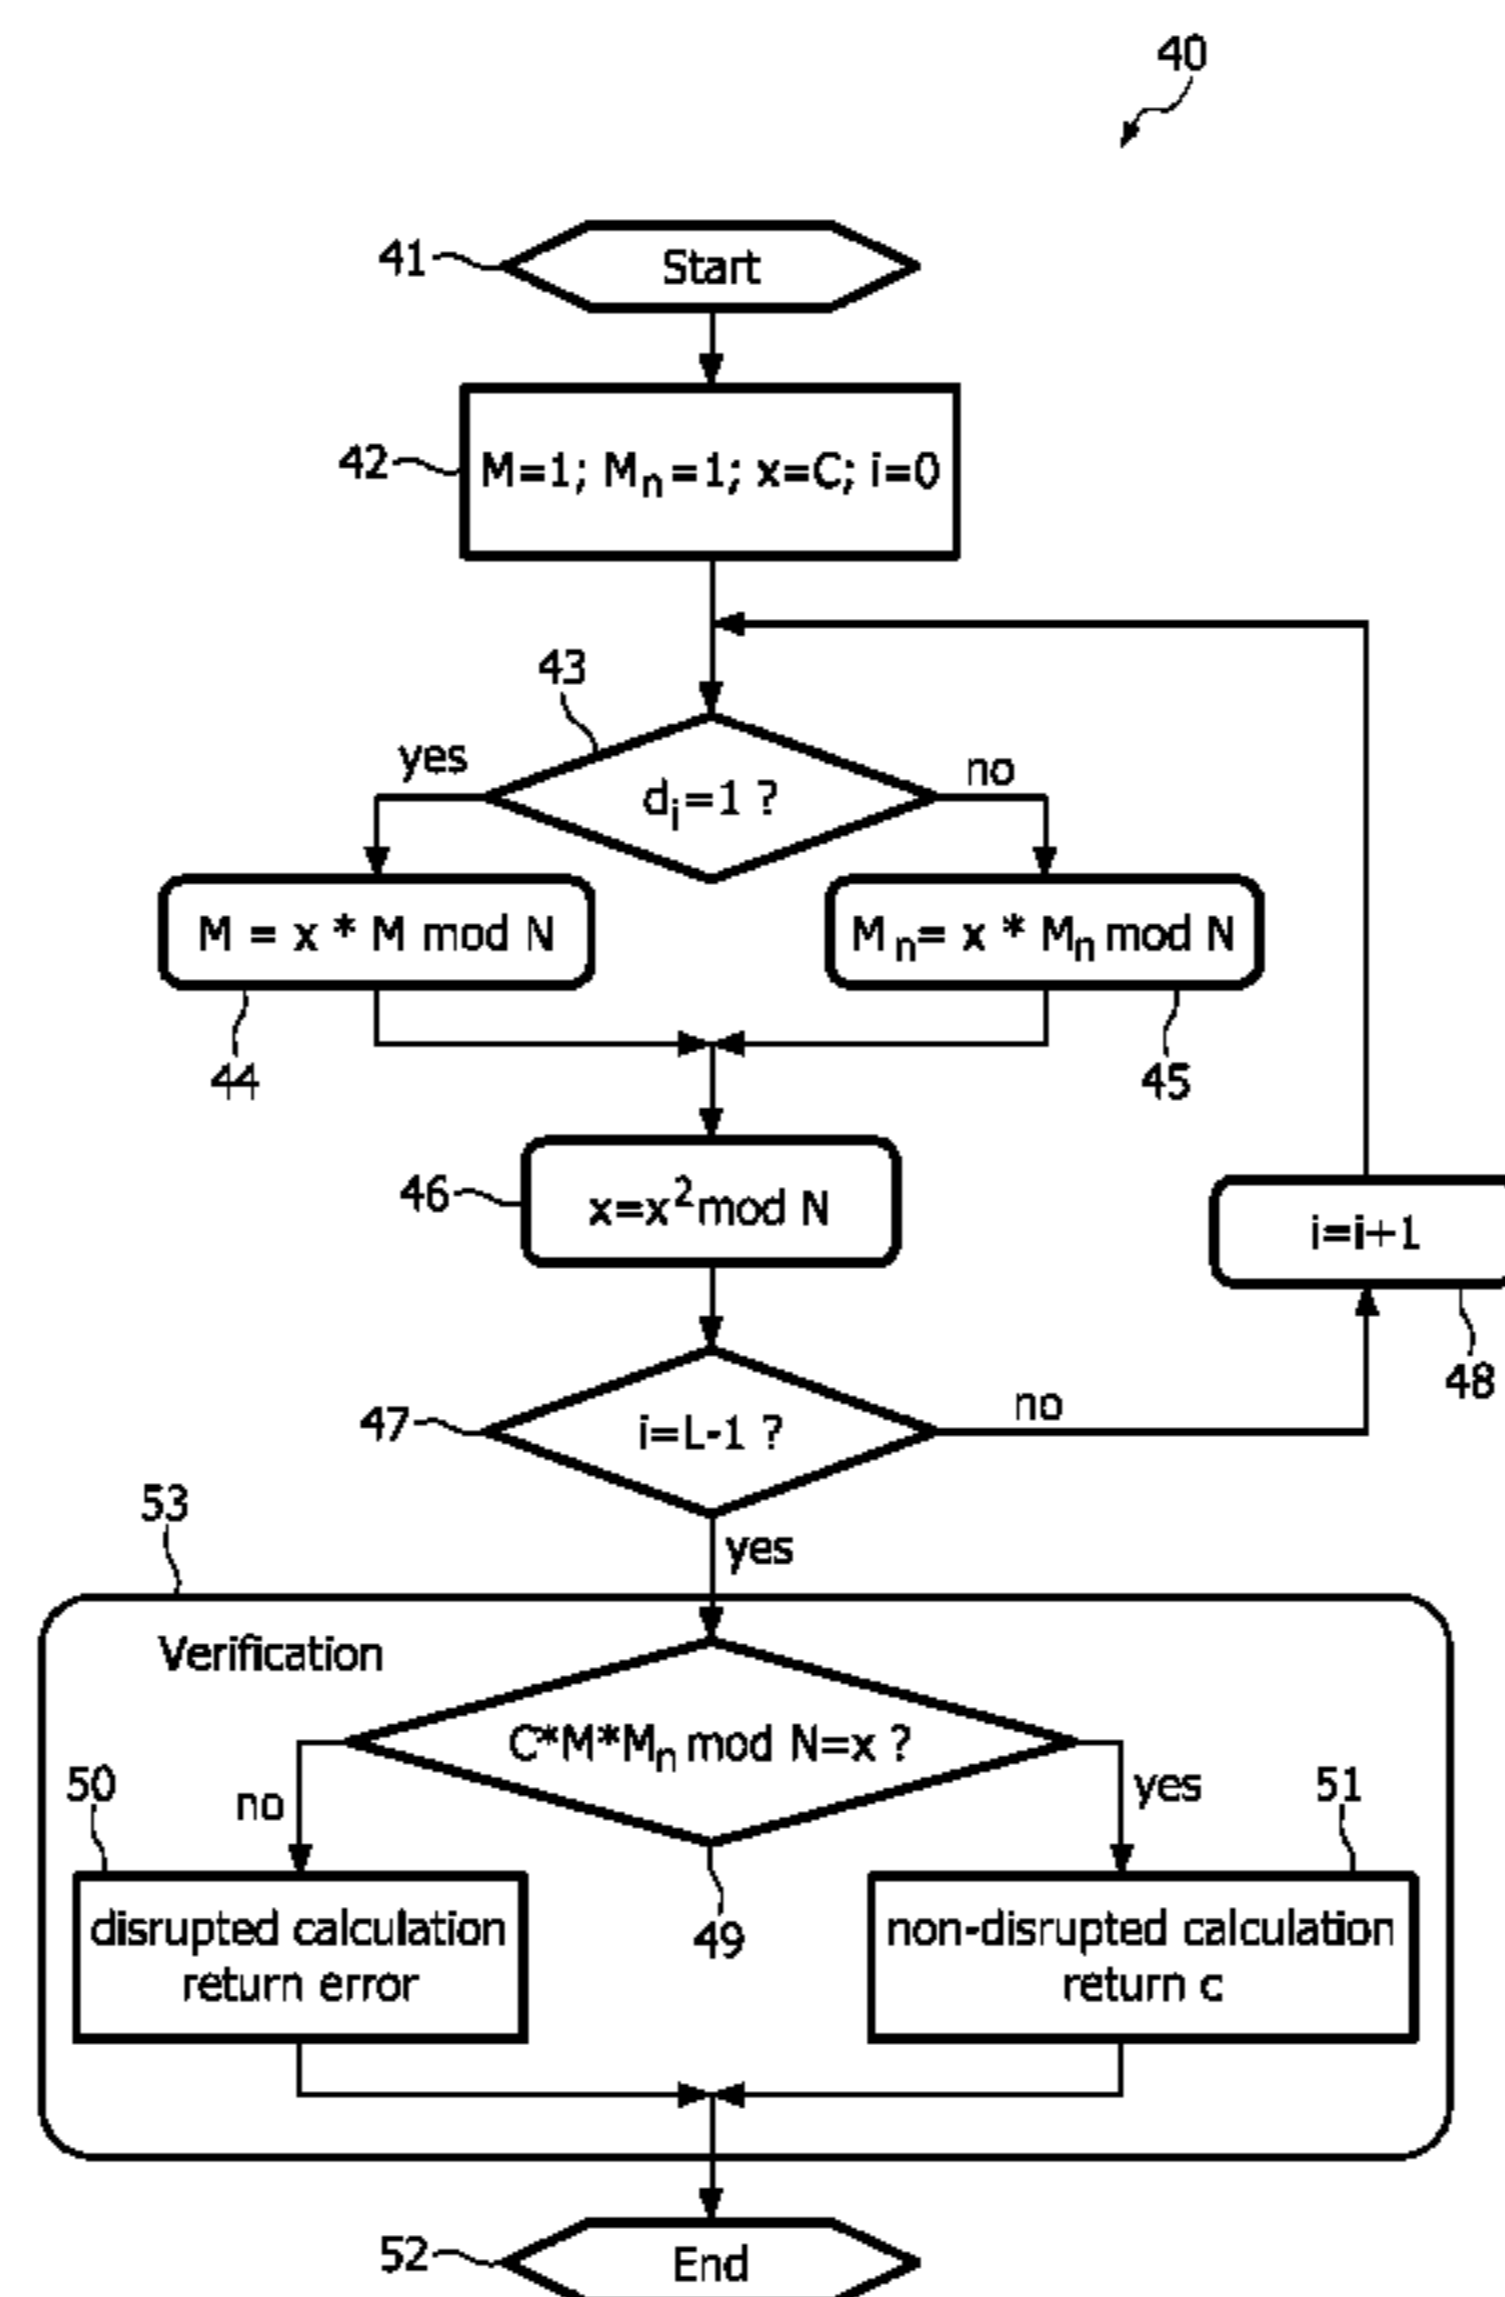 40
41
Start
42
M=1; Mn=1; x=C; i=0
43
yes
di=1 ?
no
M = x * M mod N
Mn= x * Mn mod N
44
45
46
x=x² mod N
i=i+1
48
47
i=L-1 ?
no
yes
53
Verification
C*M*Mn mod N=x ?
50
no
yes
51
49
disrupted calculation
return error
non-disrupted calculation
return c
52
End